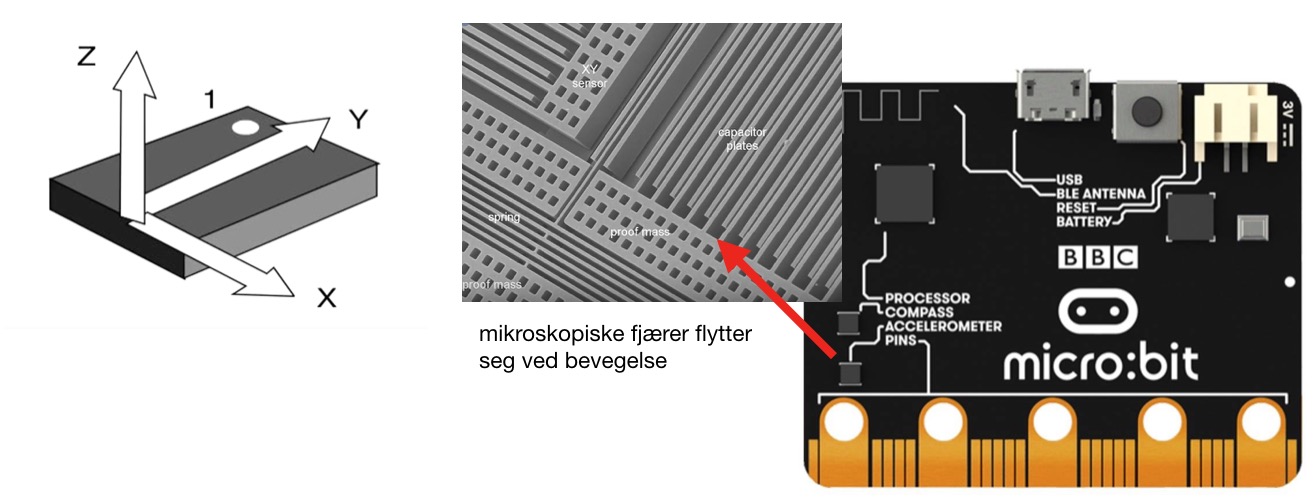 Z
1
Y
X
XY
sensor
capacitor
plates
spring
proof mass
proof mass
mikroskopiske fjærer flytter
seg ved bevegelse
3V
USB
BLE ANTENNA
RESET
BATTERY
BBC
PROCESSOR
COMPASS
ACCELEROMETER
PINS
micro:bit